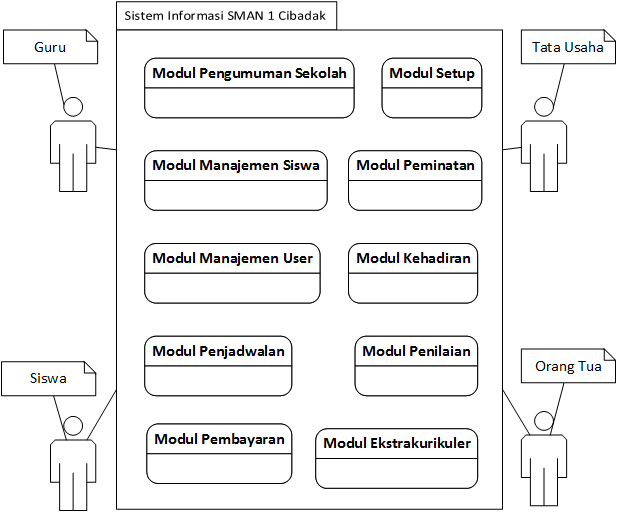 Sistem Informasi SMAN 1 Cibadak
Guru
Tata Usaha
Modul Pengumuman Sekolah
Modul Setup
Modul Manajemen Siswa
Modul Peminatan
Modul Manajemen User
Modul Kehadiran
Modul Penjadwalan
Modul Penilaian
Siswa
Orang Tua
Modul Pembayaran
Modul Ekstrakurikuler